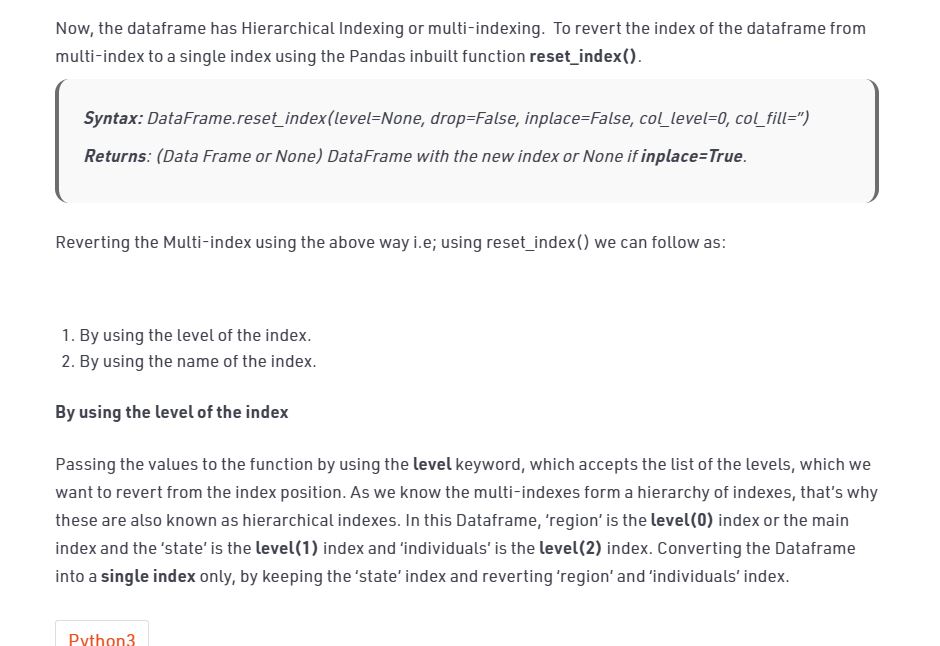 Now, the dataframe has Hierarchical Indexing or multi-indexing.  To revert the index of the dataframe from
multi-index to a single index using the Pandas inbuilt function reset_index().
Syntax: DataFrame.reset_index(level=None, drop=False, inplace=False, col_level=0, col_fill=”)
Returns: (Data Frame or None) DataFrame with the new index or None if inplace=True.
Reverting the Multi-index using the above way i.e; using reset_index() we can follow as:
1. By using the level of the index.
2. By using the name of the index.
By using the level of the index
Passing the values to the function by using the level keyword, which accepts the list of the levels, which we
want to revert from the index position. As we know the multi-indexes form a hierarchy of indexes, that’s why
these are also known as hierarchical indexes. In this Dataframe, ‘region’ is the level(0) index or the main
index and the ‘state’ is the level(1) index and ‘individuals’ is the level(2) index. Converting the Dataframe
into a single index only, by keeping the ‘state’ index and reverting ‘region’ and ‘individuals’ index.
Python3